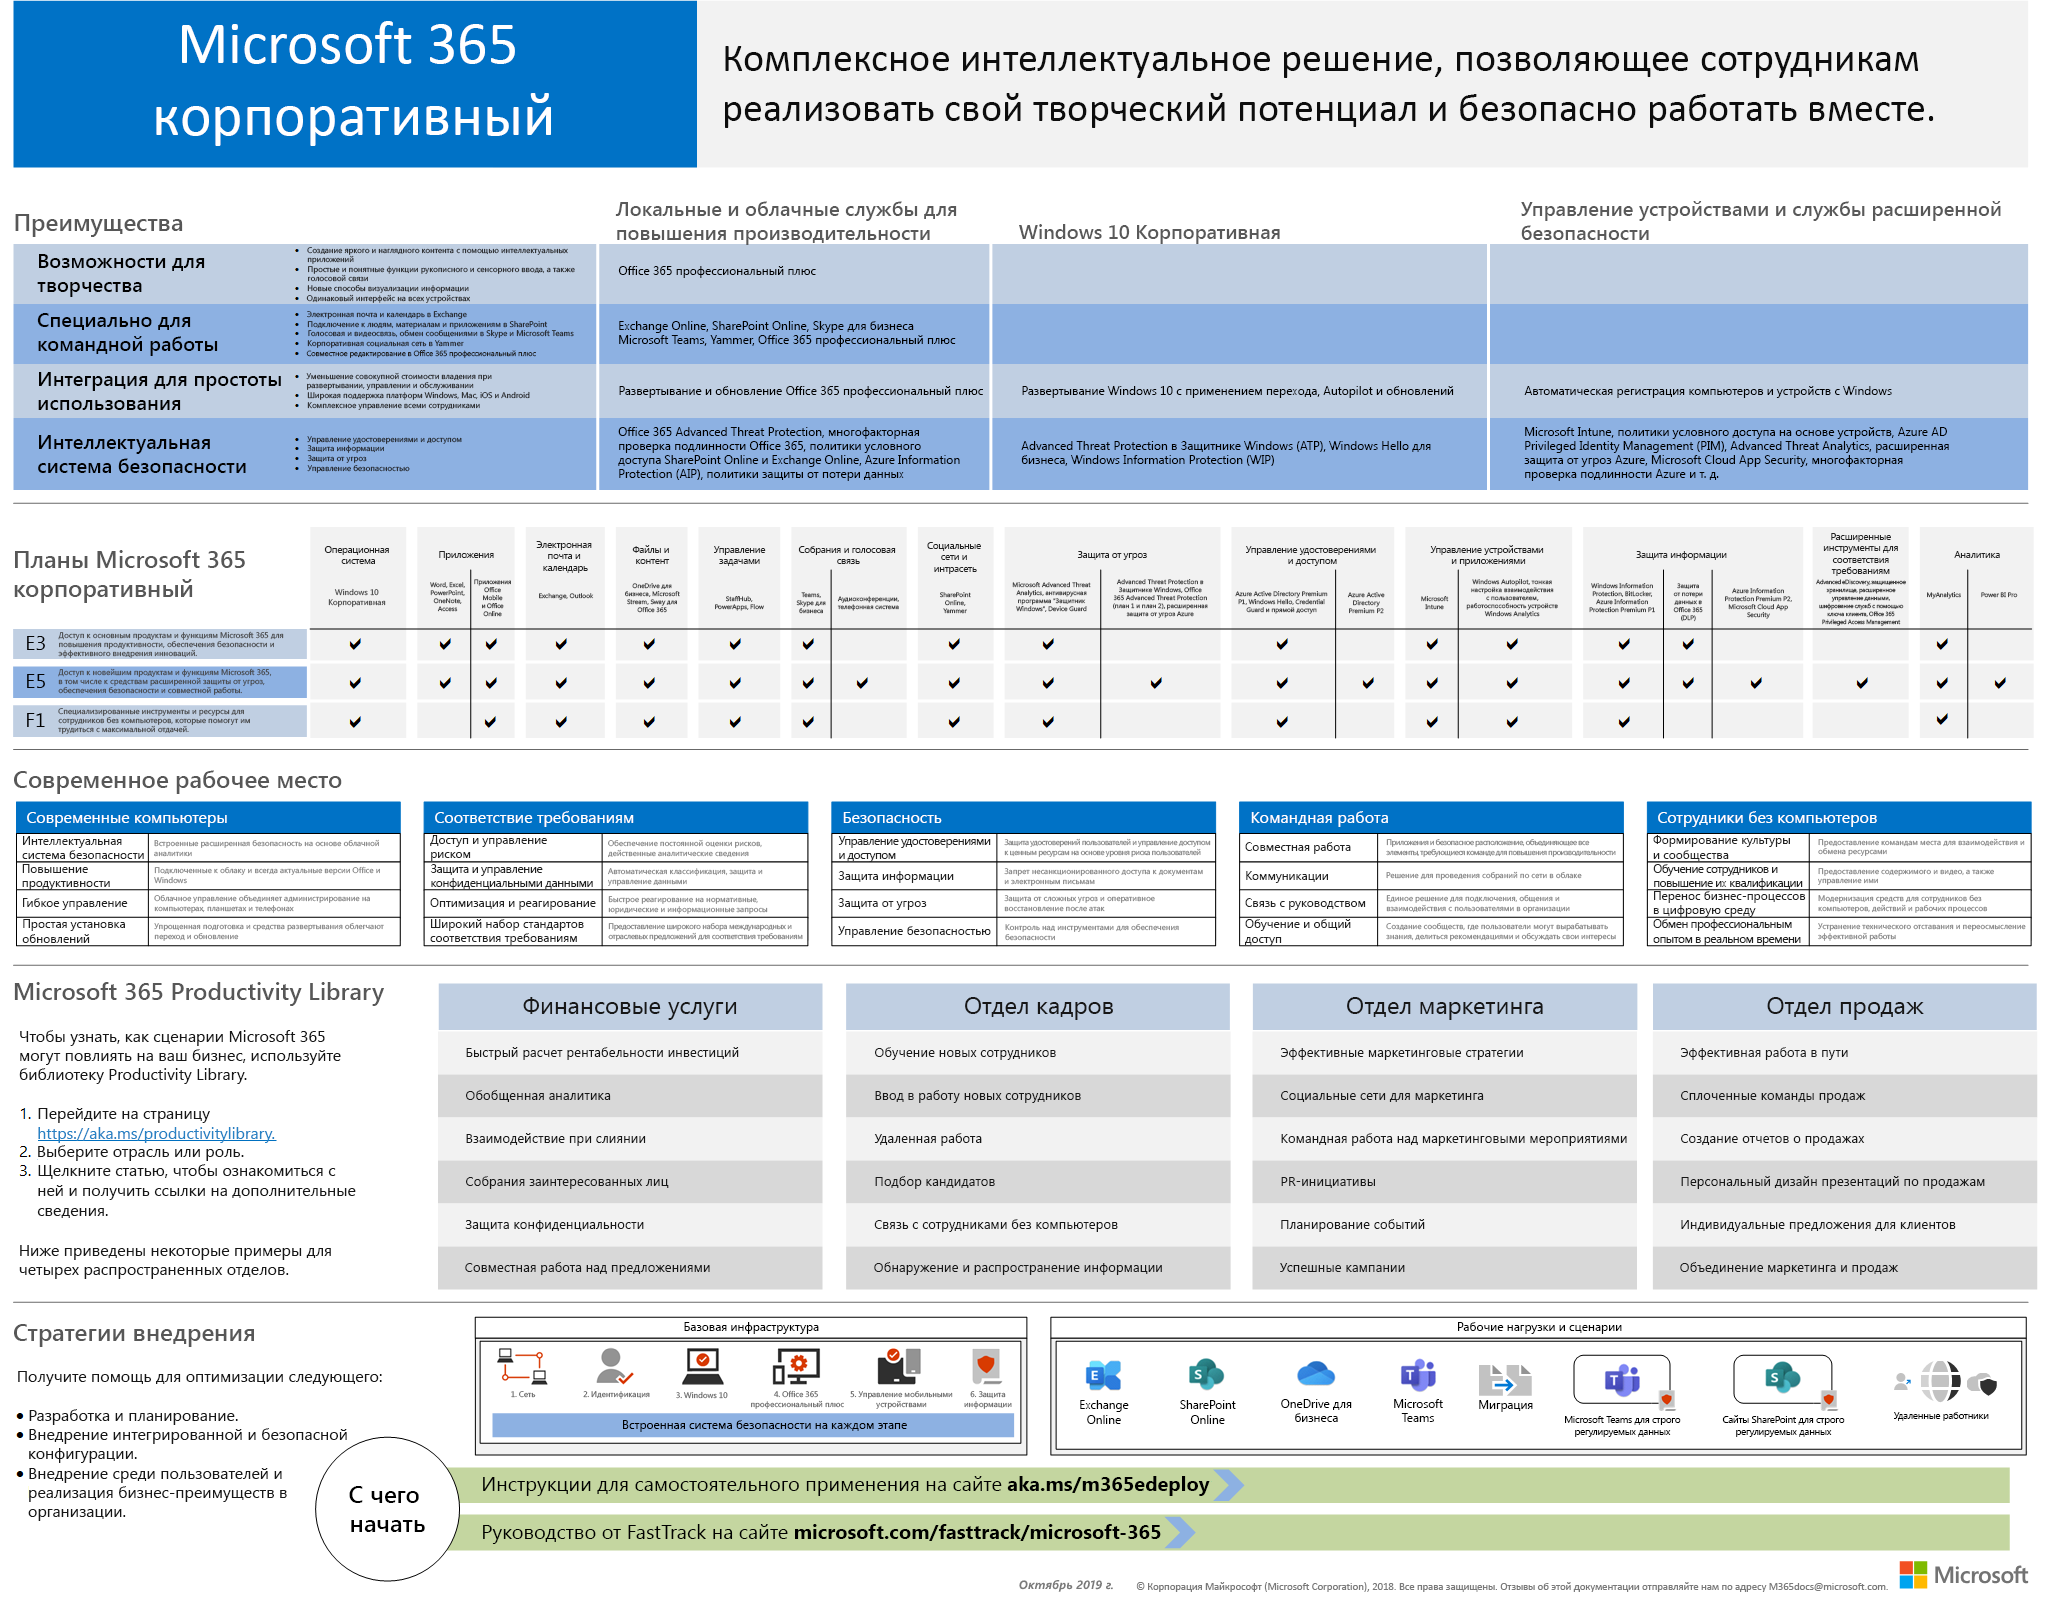 Microsoft 365
корпоративный
Комплексное интеллектуальное решение, позволяющее сотрудникам
реализовать свой творческий потенциал и безопасно работать вместе.
Преимущества
Локальные и облачные службы для
повышения производительности
Windows 10 Корпоративная
Управление устройствами и службы расширенной
безопасности
Возможности для
творчества
• Создание яркого и наглядного контента с помощью интеллектуальных
приложений
• Простые и понятные функции рукописного и сенсорного ввода, а также
голосовой связи
• Новые способы визуализации информации
• Одинаковый интерфейс на всех устройствах
Office 365 профессиональный плюс
Специально для
командной работы
• Электронная почта и календарь в Exchange
• Подключение к людям, материалам и приложениям в SharePoint
• Голосовая и видеосвязь, обмен сообщениями в Skype и Microsoft Teams
• Корпоративная социальная сеть в Yammer
• Совместное редактирование в Office 365 профессиональный плюс
Exchange Online, SharePoint Online, Skype для бизнеса
Microsoft Teams, Yammer, Office 365 профессиональный плюс
Интеграция для простоты
использования
• Уменьшение совокупной стоимости владения при
развертывании, управлении и обслуживании
• Широкая поддержка платформ Windows, Mac, iOS и Android
• Комплексное управление всеми сотрудниками
Развертывание и обновление Office 365 профессиональный плюс
Развертывание Windows 10 с применением перехода, Autopilot и обновлений
Автоматическая регистрация компьютеров и устройств с Windows
Интеллектуальная
система безопасности
• Управление удостоверениями и доступом
• Защита информации
• Защита от угроз
• Управление безопасностью
Office 365 Advanced Threat Protection, многофакторная
проверка подлинности Office 365, политики условного
доступа SharePoint Online и Exchange Online, Azure Information
Protection (AIP), политики защиты от потери данных
Advanced Threat Protection в Защитнике Windows (ATP), Windows Hello для
бизнеса, Windows Information Protection (WIP)
Microsoft Intune, политики условного доступа на основе устройств, Azure AD
Privileged Identity Management (PIM), Advanced Threat Analytics, расширенная
защита от угроз Azure, Microsoft Cloud App Security, многофакторная
проверка подлинности Azure и т. д.
Планы Microsoft 365
корпоративный
Операционная
система
Windows 10
Корпоративная
Приложения
Word, Excel,
PowerPoint,
OneNote,
Access
Приложения
Office
Mobile
и Office
Online
Электронная
почта и
календарь
Exchange, Outlook
Файлы и
контент
OneDrive для
бизнеса, Microsoft
Stream, Sway для
Office 365
Управление
задачами
StaffHub,
PowerApps, Flow
Собрания и голосовая
связь
Teams,
Skype для
бизнеса
Аудиоконференции,
телефонная система
Социальные
сети и
интрасеть
SharePoint
Online,
Yammer
Защита от угроз
Microsoft Advanced Threat
Analytics, антивирусная
программа "Защитник
Windows", Device Guard
Advanced Threat Protection в
Защитнике Windows, Office
365 Advanced Threat Protection
(план 1 и план 2), расширенная
защита от угроз Azure
Управление удостоверениями
и доступом
Azure Active Directory Premium
P1, Windows Hello, Credential
Guard и прямой доступ
Azure Active
Directory
Premium P2
Управление устройствами
и приложениями
Microsoft
Intune
Windows Autopilot, тонкая
настройка взаимодействия
с пользователем,
работоспособность устройств
Windows Analytics
Защита информации
Windows Information
Protection, BitLocker,
Azure Information
Protection Premium P1
Защита
от потери
данных в
Office 365
(DLP)
Azure Information
Protection Premium P2,
Microsoft Cloud App
Security
Расширенные
инструменты для
соответствия
требованиям
Advanced eDiscovery, защищенное
хранилище, расширенное
управление данными,
шифрование служб с помощью
ключа клиента, Office 365
Privileged Access Management
Аналитика
MyAnalytics
Power BI Pro
E3
Доступ к основным продуктам и функциям Microsoft 365 для
повышения продуктивности, обеспечения безопасности и
эффективного внедрения инноваций.
E5
Доступ к новейшим продуктам и функциям Microsoft 365,
в том числе к средствам расширенной защиты от угроз,
обеспечения безопасности и совместной работы.
F1
Специализированные инструменты и ресурсы для
сотрудников без компьютеров, которые помогут им
трудиться с максимальной отдачей.
Современное рабочее место
Современные компьютеры
Интеллектуальная
система безопасности
Встроенные расширенная безопасность на основе облачной
аналитики
Повышение
продуктивности
Подключенные к облаку и всегда актуальные версии Office и
Windows
Гибкое управление
Облачное управление объединяет администрирование на
компьютерах, планшетах и телефонах
Простая установка
обновлений
Упрощенная подготовка и средства развертывания облегчают
переход и обновление
Соответствие требованиям
Доступ и управление
риском
Обеспечение постоянной оценки рисков,
действенные аналитические сведения
Защита и управление
конфиденциальными данными
Автоматическая классификация, защита и
управление данными
Оптимизация и реагирование
Быстрое реагирование на нормативные,
юридические и информационные запросы
Широкий набор стандартов
соответствия требованиям
Предоставление широкого набора международных и
отраслевых предложений для соответствия требованиям
Безопасность
Управление удостоверениями
и доступом
Защита удостоверений пользователей и управление доступом
к ценным ресурсам на основе уровня риска пользователей
Защита информации
Запрет несанкционированного доступа к документам
и электронным письмам
Защита от угроз
Защита от сложных угроз и оперативное
восстановление после атак
Управление безопасностью
Контроль над инструментами для обеспечения
безопасности
Командная работа
Совместная работа
Приложения и безопасное расположение, объединяющее все
элементы, требующиеся команде для повышения производительности
Коммуникации
Решение для проведения собраний по сети в облаке
Связь с руководством
Единое решение для подключения, общения и
взаимодействия с пользователями в организации
Обучение и общий
доступ
Создание сообществ, где пользователи могут вырабатывать
знания, делиться рекомендациями и обсуждать свои интересы
Сотрудники без компьютеров
Формирование культуры
и сообщества
Предоставление командам места для взаимодействия и
обмена ресурсами
Обучение сотрудников и
повышение их квалификации
Предоставление содержимого и видео, а также
управление ими
Перенос бизнес-процессов
в цифровую среду
Модернизация средств для сотрудников без
компьютеров, действий и рабочих процессов
Обмен профессиональным
опытом в реальном времени
Устранение технического отставания и переосмысление
эффективной работы
Microsoft 365 Productivity Library
Чтобы узнать, как сценарии Microsoft 365
могут повлиять на ваш бизнес, используйте
библиотеку Productivity Library.
1. Перейдите на страницу
https://aka.ms/productivitylibrary.
2. Выберите отрасль или роль.
3. Щелкните статью, чтобы ознакомиться с
ней и получить ссылки на дополнительные
сведения.
Ниже приведены некоторые примеры для
четырех распространенных отделов.
Финансовые услуги
Быстрый расчет рентабельности инвестиций
Обобщенная аналитика
Взаимодействие при слиянии
Собрания заинтересованных лиц
Защита конфиденциальности
Совместная работа над предложениями
Отдел кадров
Обучение новых сотрудников
Ввод в работу новых сотрудников
Удаленная работа
Подбор кандидатов
Связь с сотрудниками без компьютеров
Обнаружение и распространение информации
Отдел маркетинга
Эффективные маркетинговые стратегии
Социальные сети для маркетинга
Командная работа над маркетинговыми мероприятиями
PR-инициативы
Планирование событий
Успешные кампании
Отдел продаж
Эффективная работа в пути
Сплоченные команды продаж
Создание отчетов о продажах
Персональный дизайн презентаций по продажам
Индивидуальные предложения для клиентов
Объединение маркетинга и продаж
Стратегии внедрения
Получите помощь для оптимизации следующего:
• Разработка и планирование.
• Внедрение интегрированной и безопасной
конфигурации.
• Внедрение среди пользователей и
реализация бизнес-преимуществ в
организации.
Базовая инфраструктура
1. Сеть
2. Идентификация
3. Windows 10
4. Office 365
профессиональный плюс
5. Управление мобильными
устройствами
6. Защита
информации
Встроенная система безопасности на каждом этапе
Рабочие нагрузки и сценарии
Exchange
Online
SharePoint
Online
OneDrive для
бизнеса
Microsoft
Teams
Миграция
Microsoft Teams для строго
регулируемых данных
Сайты SharePoint для строго
регулируемых данных
Удаленные работники
С чего
начать
Инструкции для самостоятельного применения на сайте aka.ms/m365edeploy
Руководство от FastTrack на сайте microsoft.com/fasttrack/microsoft-365
Октябрь 2019 г.
© Корпорация Майкрософт (Microsoft Corporation), 2018. Все права защищены. Отзывы об этой документации отправляйте нам по адресу M365docs@microsoft.com.
Microsoft